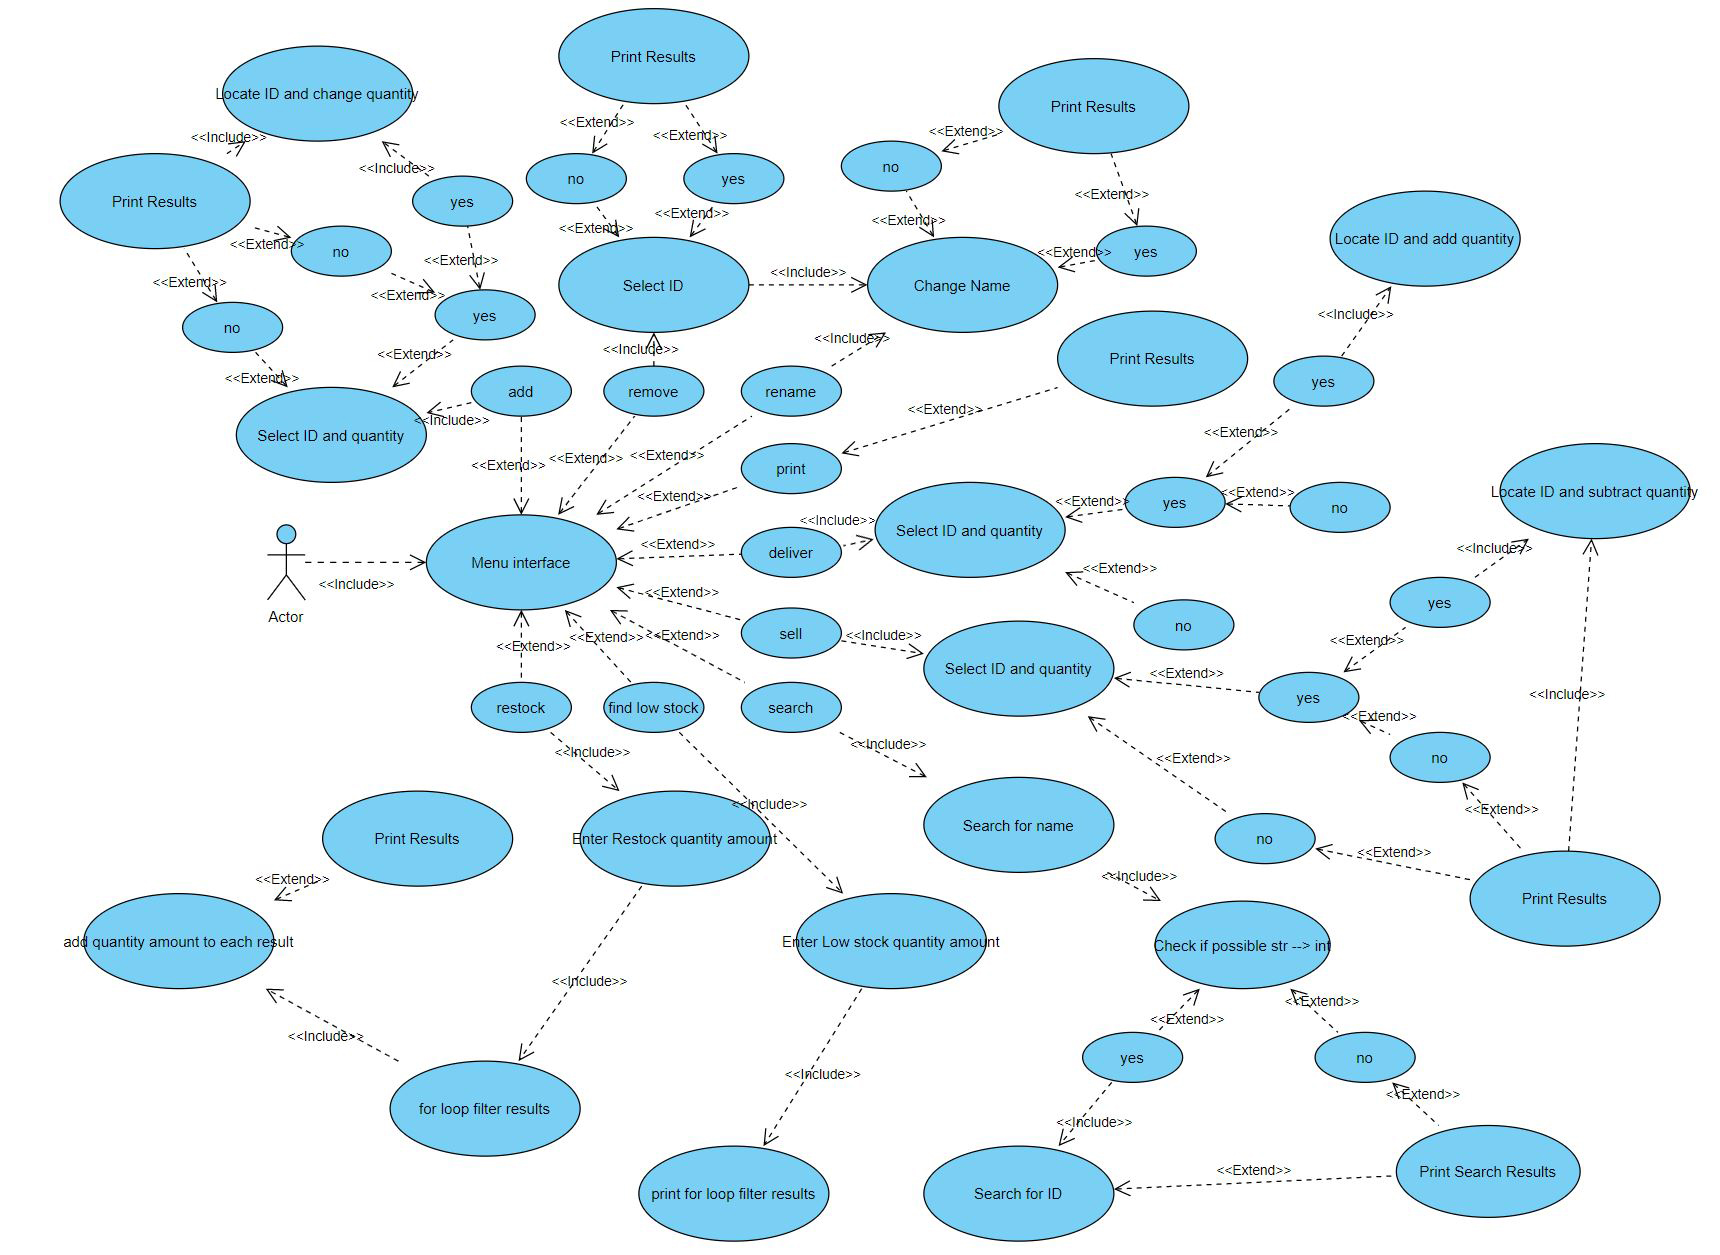 Print Results
Locate ID and change quantity
Print Results
<<Extend>>
<<Extend>>
<<Extend>>
<<Include>>
<<Include>>
no
no
yes
<<Extend>>
yes
Print Results
<<Extend>>
no
<<Extend>>
yes
<<Extend>>
<<Extend>>
<<Extend>>
Locate ID and add quantity
<<Extend>>
no
<<Extend>>
<<Extend>>
<<Extend>>
yes
<<Include>>
Select ID
Change Name
<<Extend>>
<<Extend>>
yes
<<Include>>
no
<<Include>>
<<Include>>
Print Results
<<Extend>>
<<Extend>>
yes
add
remove
rename
<<Extend>>
<<Include>>
Select ID and quantity
<<Extend>>
<<Extend>>
<<Extend>>
<<Extend>>
print
<<Extend>>
<<Extend>>
<<Extend>>
Locate ID and subtract quantity
yes
no
<<Include>>
Select ID and quantity
<<Extend>>
deliver
<<Include>>
Menu interface
<<Extend>>
<<Include>>
<<Extend>>
yes
Actor
no
sell
<<Extend>>
<<Extend>>
<<Extend>>
<<Include>>
<<Extend>>
Select ID and quantity
<<Extend>>
<<Include>>
yes
restock
find low stock
search
<<Extend>>
<<Include>>
<<Include>>
<<Extend>>
no
<<Include>>
<<Extend>>
Search for name
Print Results
Enter Restock quantity amount
no
<<Extend>>
<<Extend>>
<<Include>>
Print Results
add quantity amount to each result
Enter Low stock quantity amount
Check if possible str --> int
<<Include>>
<<Extend>>
<<Extend>>
<<Include>>
yes
no
<<Include>>
<<Extend>>
for loop filter results
<<Include>>
<<Extend>>
Print Search Results
print for loop filter results
Search for ID